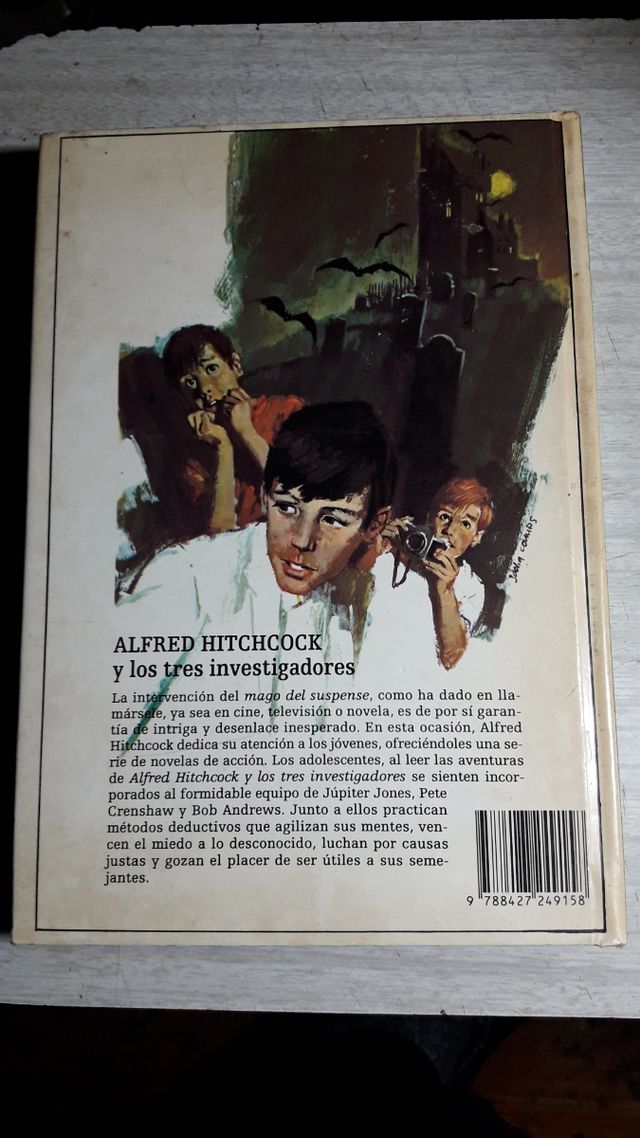 ALFRED HITCHCOCK
y los tres investigadores
La intervención del mago del suspense, como ha dado en lla-
mársele, ya sea en cine, televisión o novela, es de por sí garan-
tía de intriga y desenlace inesperado. En esta ocasión, Alfred
Hitchcock dedica su atención a los jóvenes, ofreciéndoles una se-
rie de novelas de acción. Los adolescentes, al leer las aventuras
de Alfred Hitchcock y los tres investigadores se sienten incor-
porados al formidable equipo de Júpiter Jones, Pete
Crenshaw y Bob Andrews. Junto a ellos practican
métodos deductivos que agilizan sus mentes, ven-
cen el miedo a lo desconocido, luchan por causas
justas y gozan el placer de ser útiles a sus seme-
jantes.
9 788427 249158